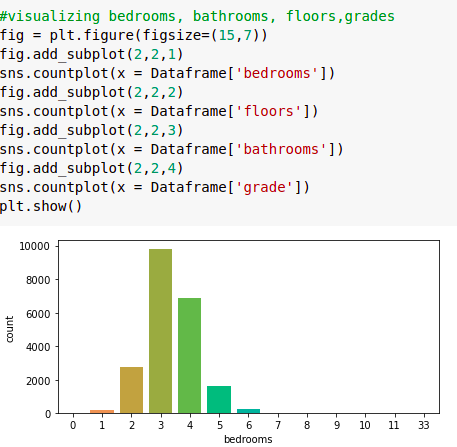 #visualizing bedrooms, bathrooms, floors,grades
fig = plt.figure(figsize=(15,7))
fig.add_subplot(2,2,1)
sns.countplot(x = Dataframe['bedrooms'])
fig.add_subplot(2,2,2)
sns.countplot(x = Dataframe['floors'])
fig.add_subplot(2,2,3)
sns.countplot(x = Dataframe['bathrooms'])
fig.add_subplot(2,2,4)
sns.countplot(x = Dataframe['grade'])
plt.show()
10000
8000
6000
4000
2000
0
count
0 1 2 3 4 5 6 7 8 9 10 11 33
bedrooms